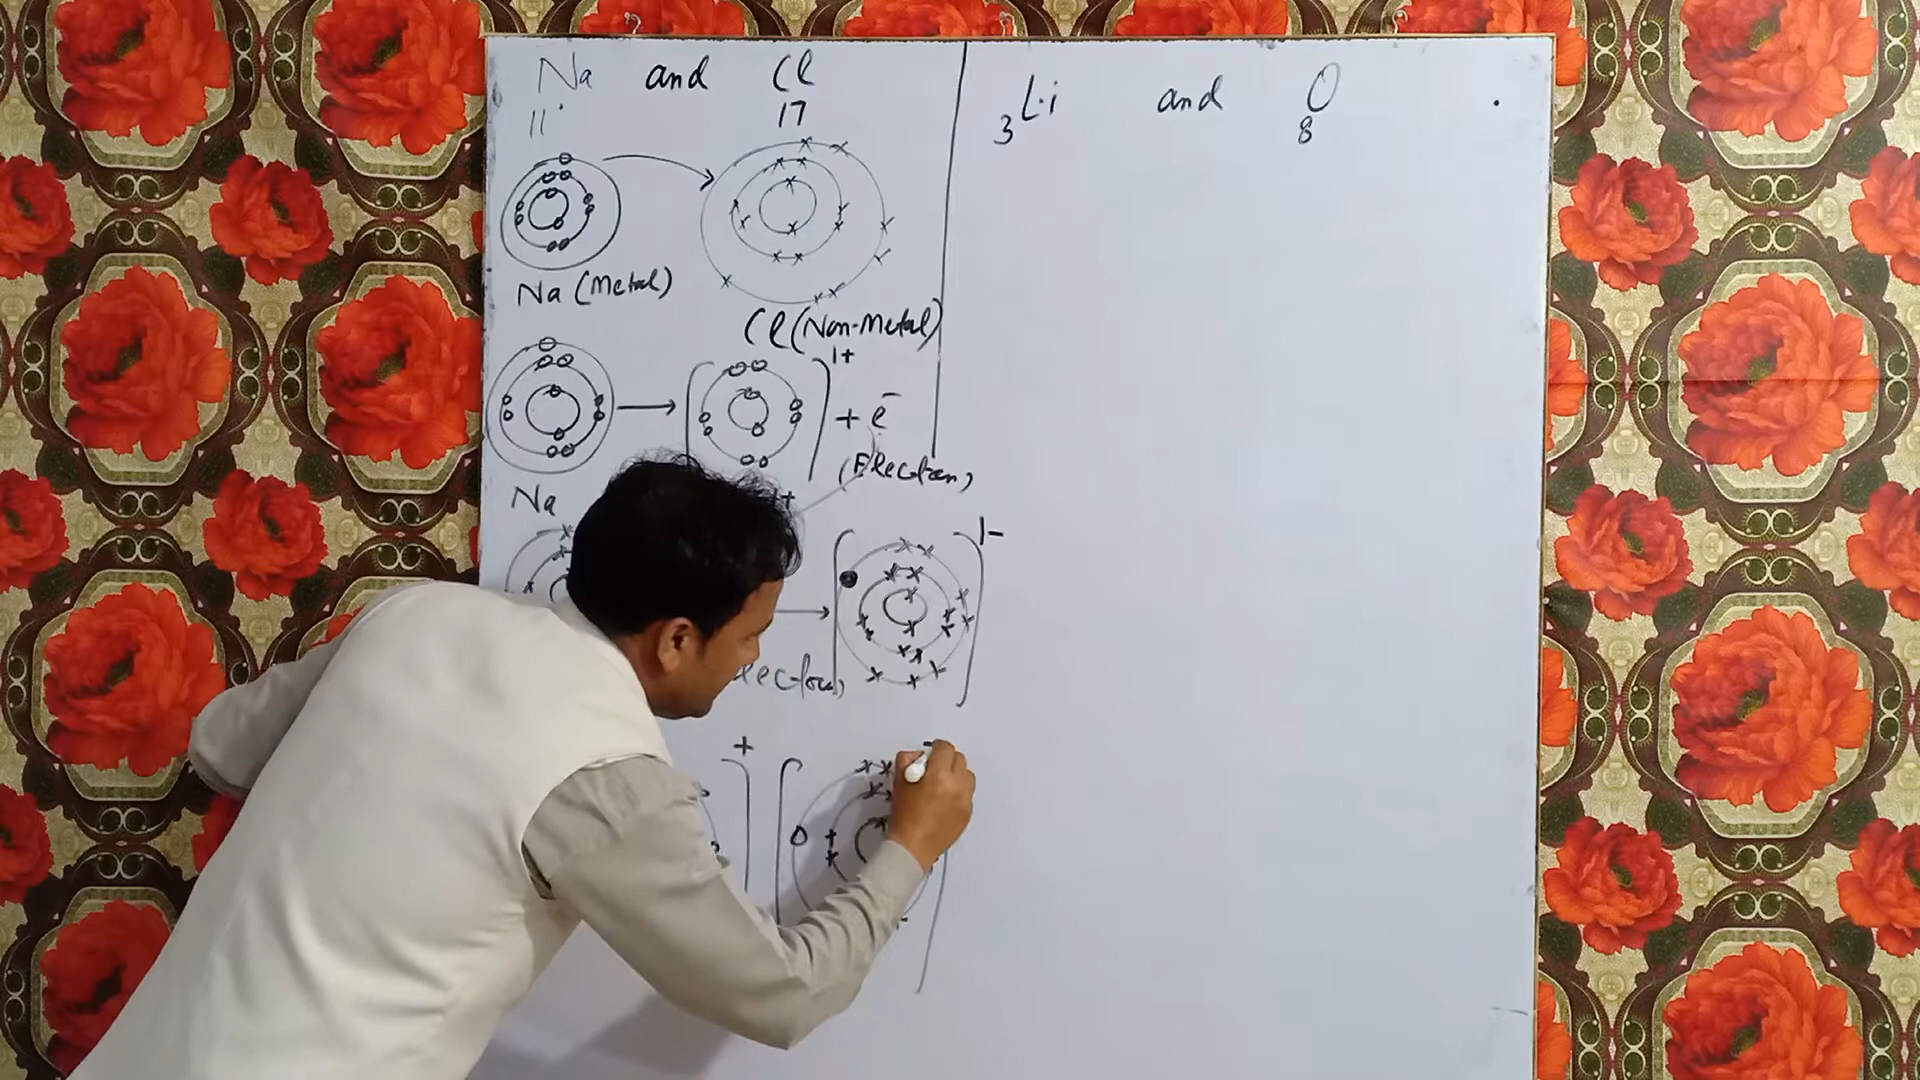 Na and Cl
11 17
Na (Metal)
Cl (Non-Metal)
1+
+ e-
(Electron)
Na
1-
+
-
3Li and O
8